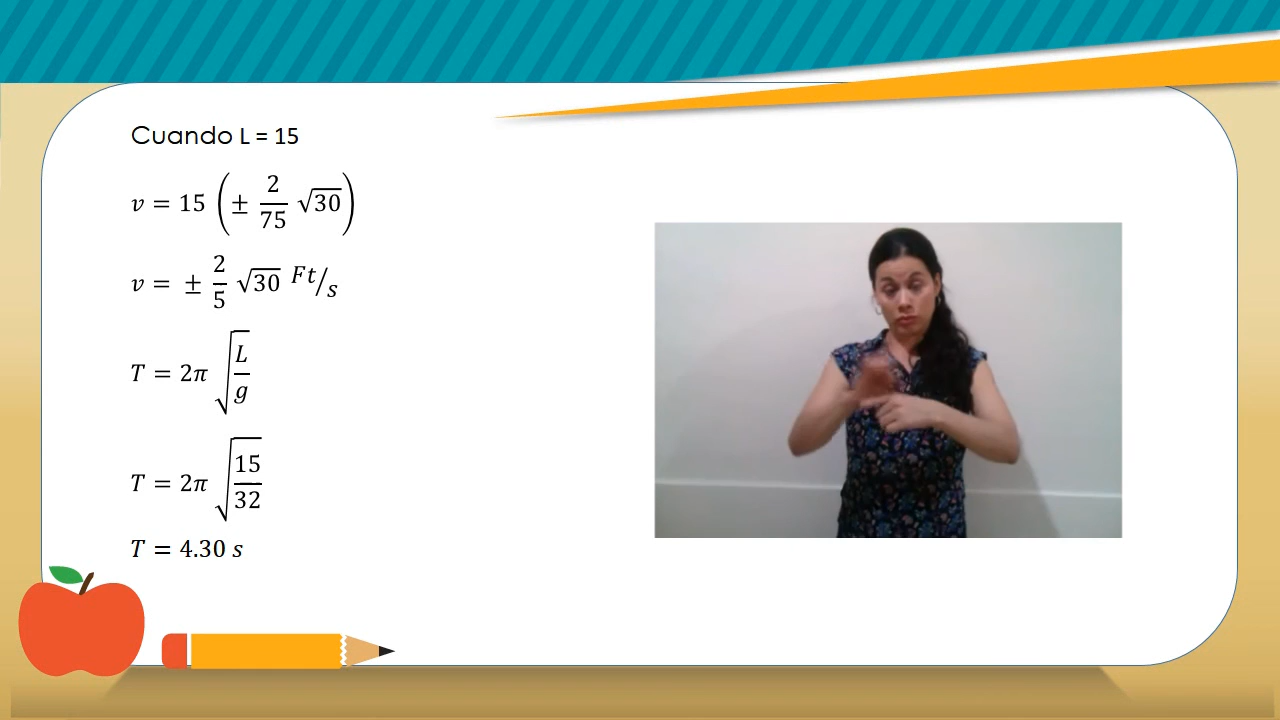 Cuando L = 15
v = 15 (± 2/75 √30)
v = ± 2/5 √30 Ft/s
T = 2π √(L/g)
T = 2π √(15/32)
T = 4.30 s